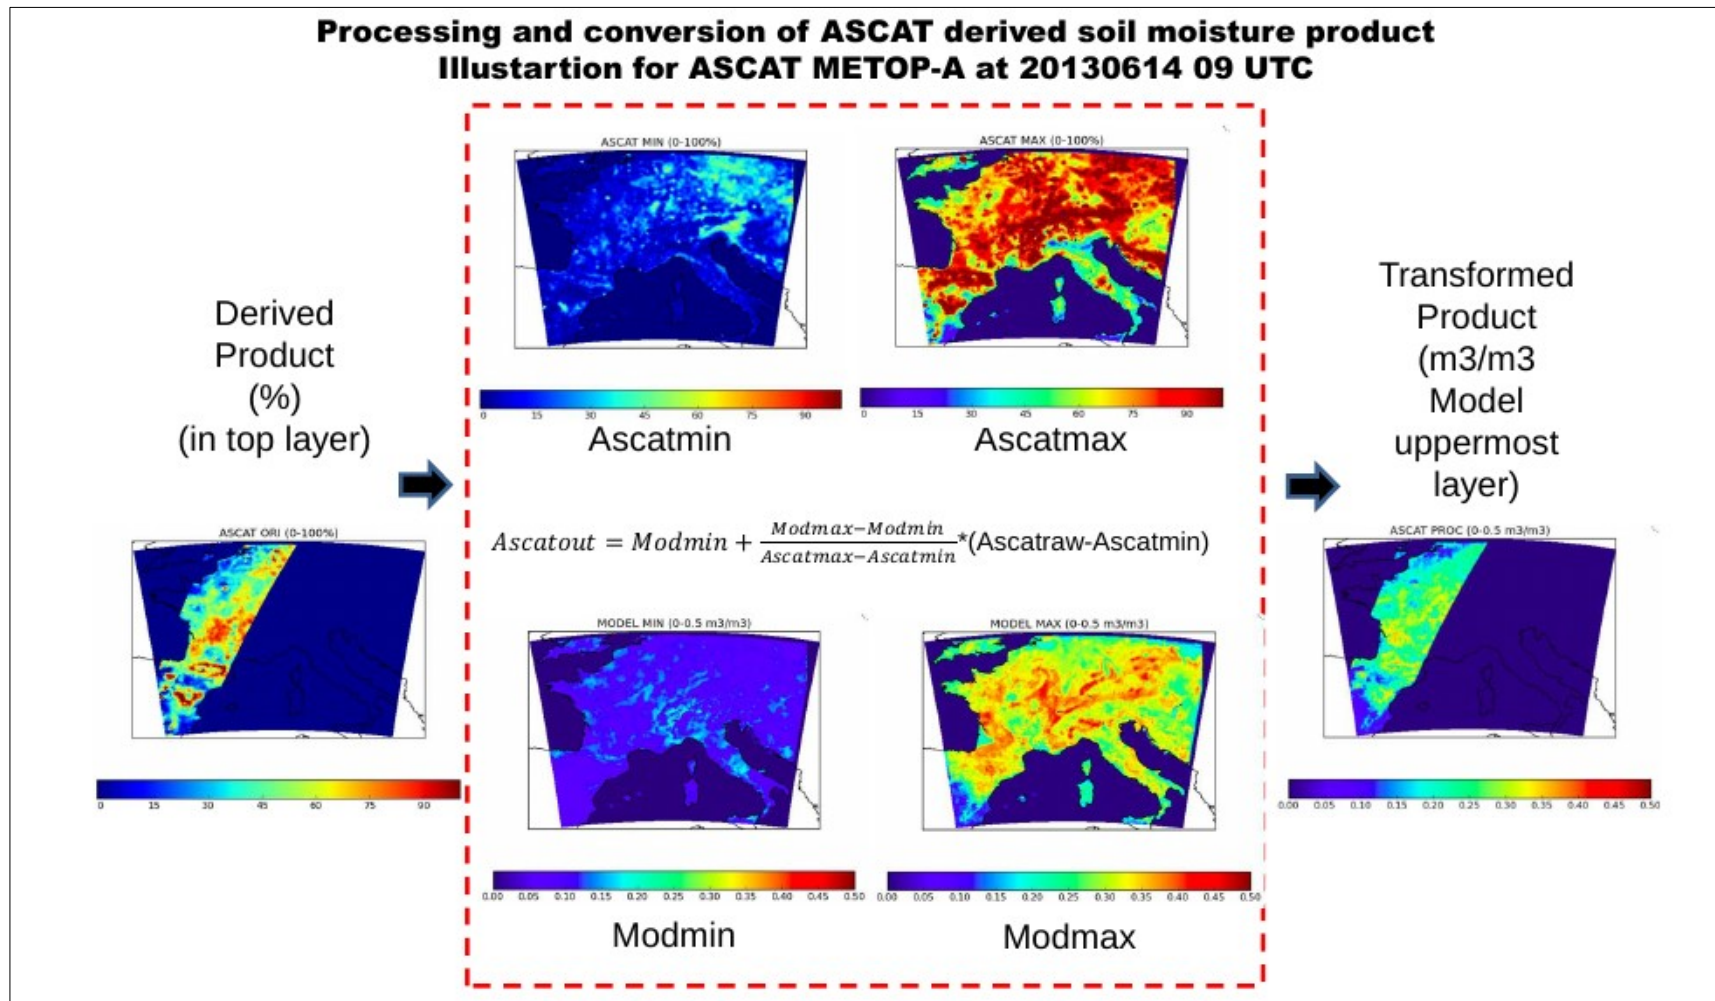 Processing and conversion of ASCAT derived soil moisture product
Illustartion for ASCAT METOP-A at 20130614 09 UTC
Derived
Product
(%)
(in top layer)
ASCAT ORI (0-100%)
0 15 30 45 60 75 90
ASCAT MIN (0-100%)
0 15 30 45 60 75 90
Ascatmin
ASCAT MAX (0-100%)
0 15 30 45 60 75 90
Ascatmax
Ascatout = Modmin + (Modmax−Modmin)/(Ascatmax−Ascatmin)*(Ascatraw-Ascatmin)
MODEL MIN (0-0.5 m3/m3)
0.00 0.05 0.10 0.15 0.20 0.25 0.30 0.35 0.40 0.45 0.50
Modmin
MODEL MAX (0-0.5 m3/m3)
0.00 0.05 0.10 0.15 0.20 0.25 0.30 0.35 0.40 0.45 0.50
Modmax
Transformed
Product
(m3/m3
Model
uppermost
layer)
ASCAT PROC (0-0.5 m3/m3)
0.00 0.05 0.10 0.15 0.20 0.25 0.30 0.35 0.40 0.45 0.50